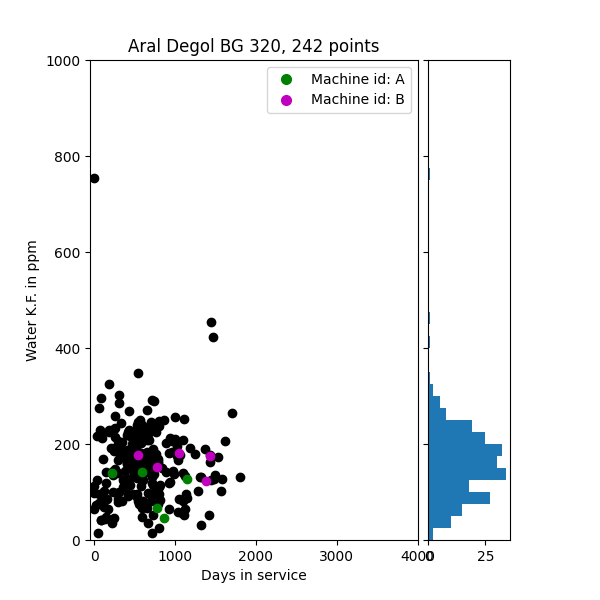 Aral Degol BG 320, 242 points
Machine id: A
Machine id: B
1000
800
600
400
200
0
Water K.F. in ppm
0 1000 2000 3000 4000
0 25
Days in service